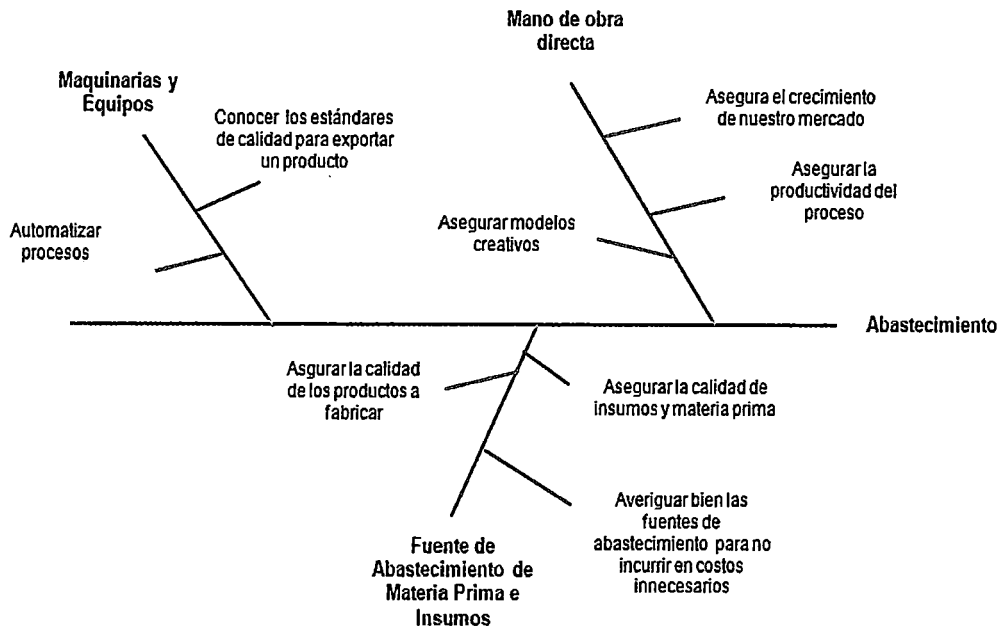 Mano de obra
directa
Maquinarias y
Equipos
Conocer los estándares
de calidad para exportar
un producto
Asegura el crecimiento
de nuestro mercado
Asegurar la
productividad del
proceso
Automatizar
procesos
Asegurar modelos
creativos
Abastecimiento
Asgurar la calidad
de los productos a
fabricar
Asegurar la calidad de
insumos y materia prima
Averiguar bien las
fuentes de
abastecimiento para no
incurrir en costos
innecesarios
Fuente de
Abastecimiento de
Materia Prima e
Insumos